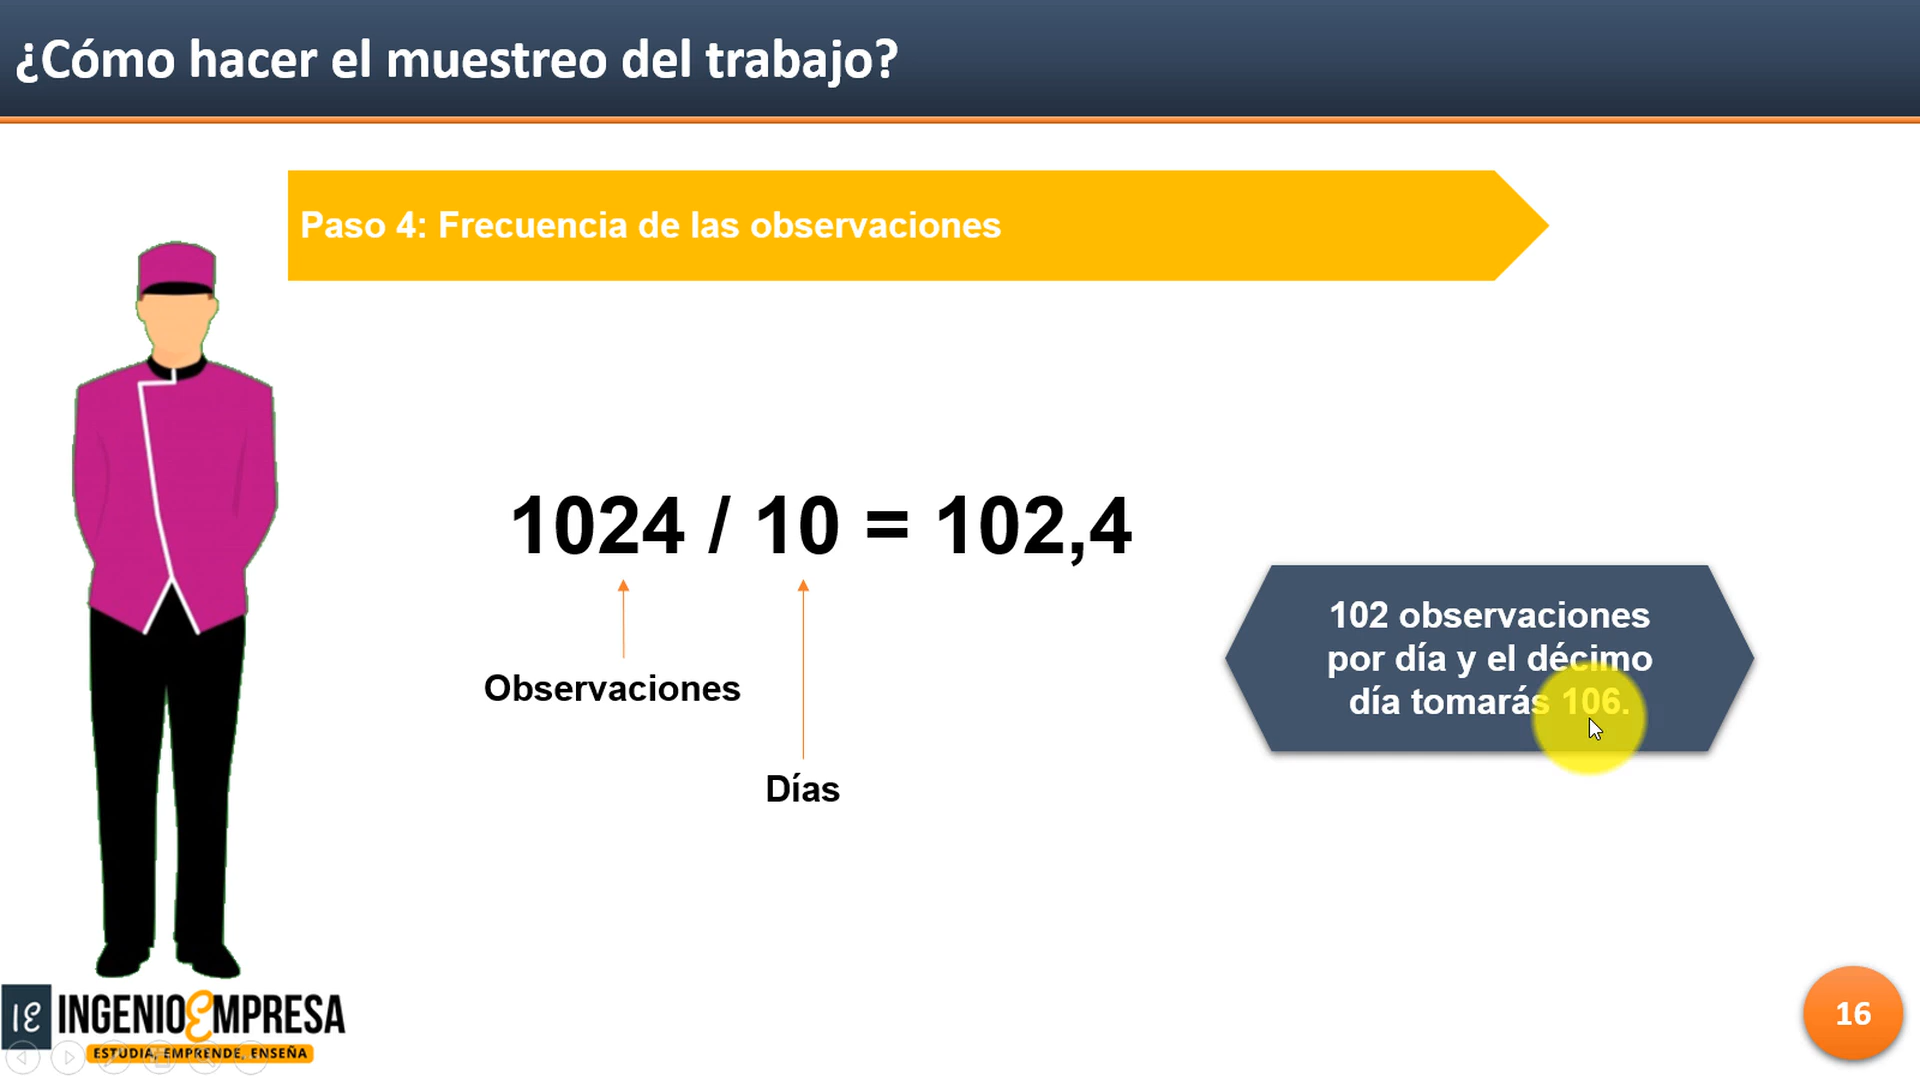 ¿Cómo hacer el muestreo del trabajo?
Paso 4: Frecuencia de las observaciones
1024 / 10 = 102,4
Observaciones
Días
102 observaciones
por día y el décimo
día tomarás 106.
IE INGENIOEMPRESA
ESTUDIA, EMPRENDE, ENSEÑA
16